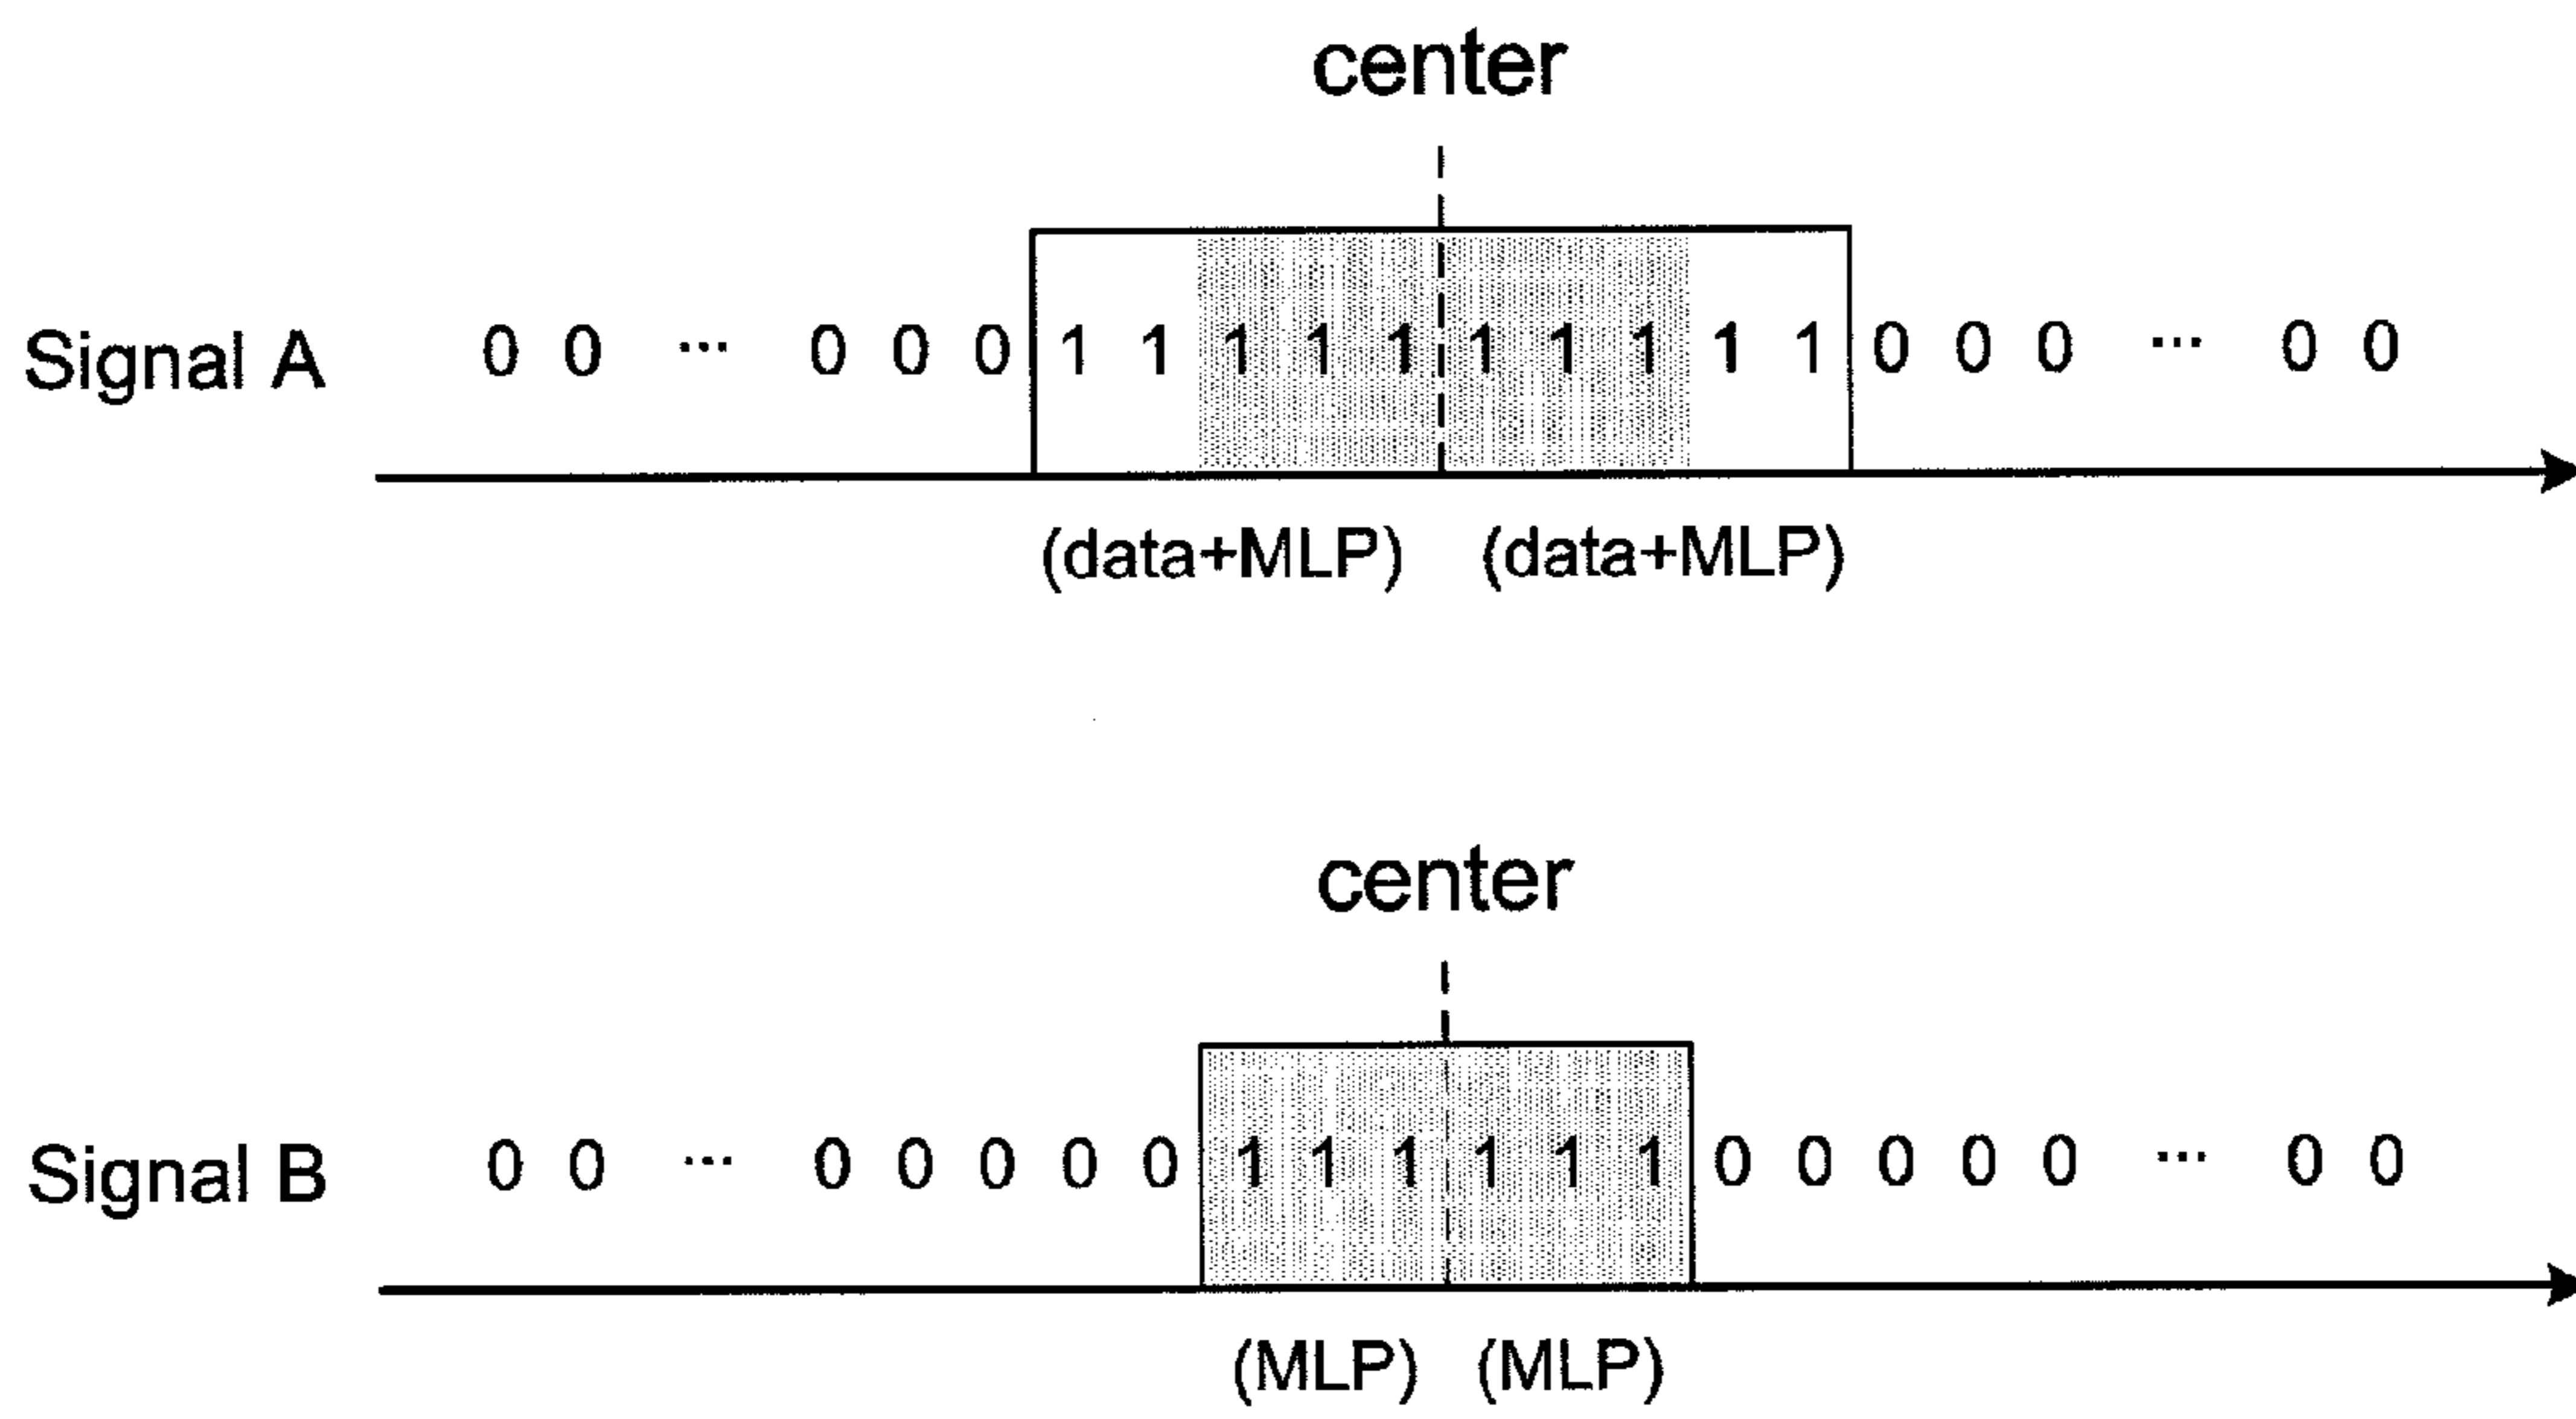 center
Signal A 0 0 ... 0 0 0 1 1 1 1 1 1 1 1 1 1 0 0 0 ... 0 0
(data+MLP) (data+MLP)
center
Signal B 0 0 ... 0 0 0 0 0 1 1 1 1 1 1 0 0 0 0 0 ... 0 0
(MLP) (MLP)